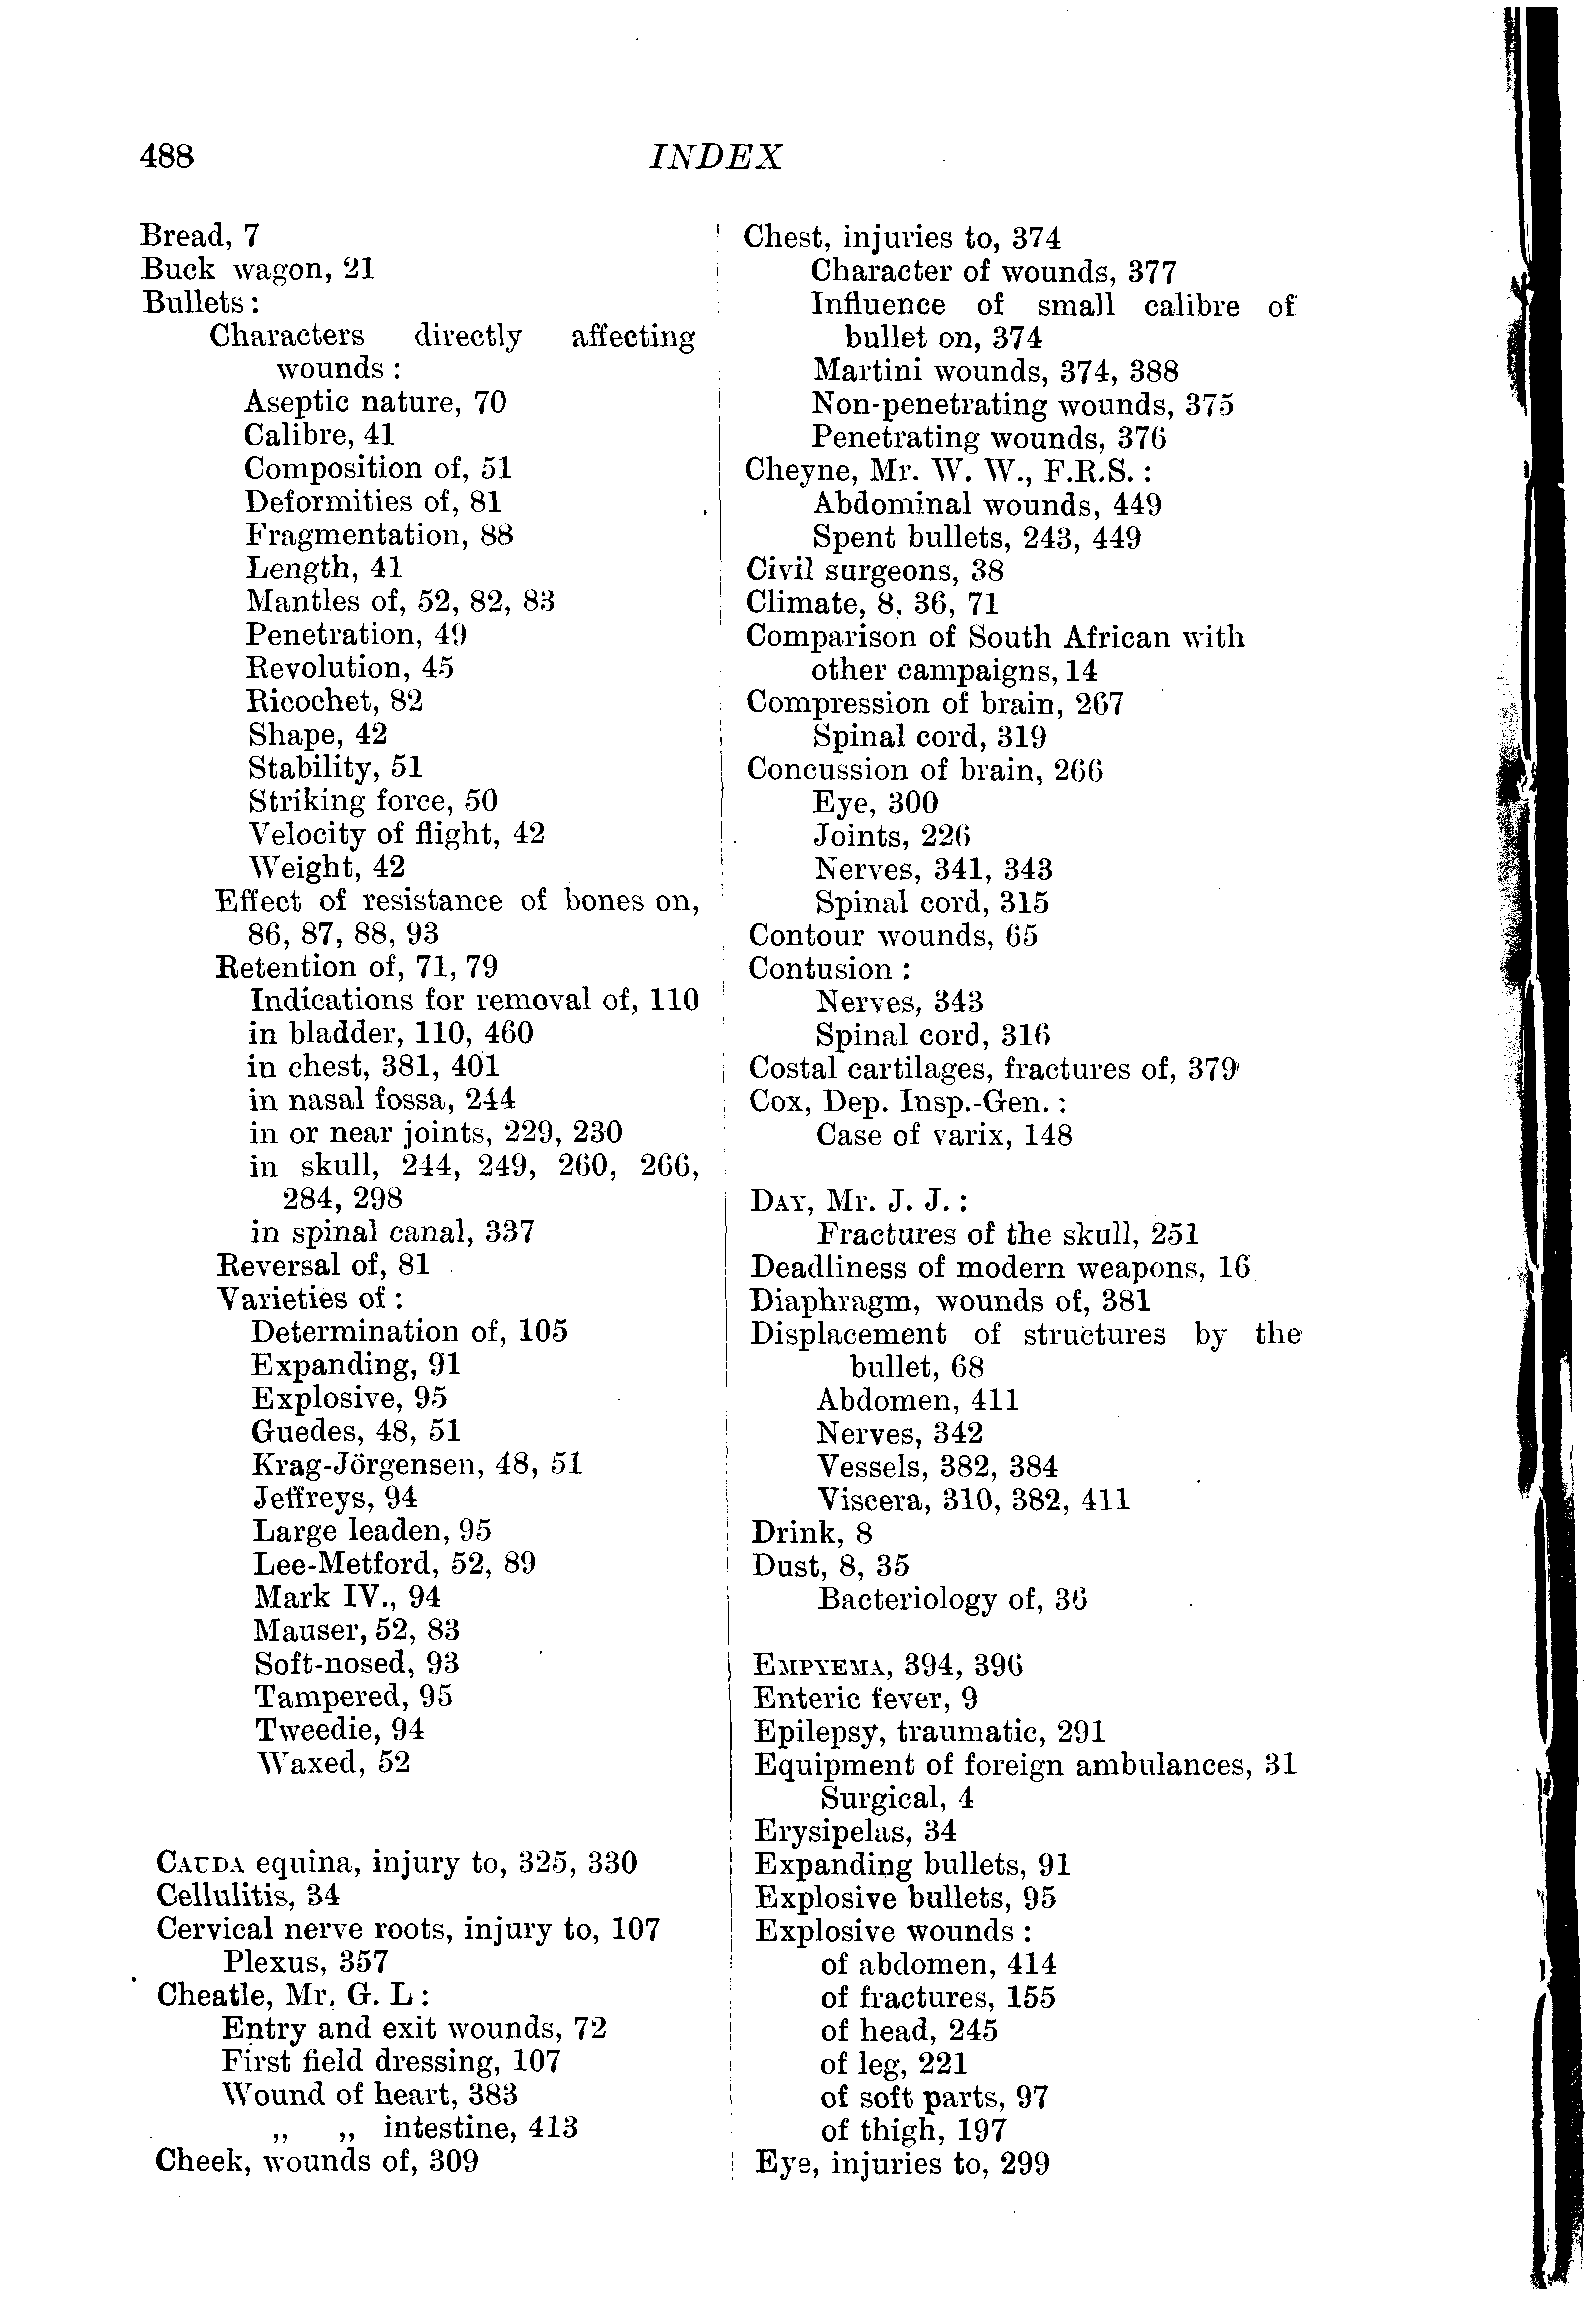 488
INDEX
Bread, 7
Buck wagon, 21
Bullets:
Characters directly affecting
wounds:
Aseptic nature, 70
Calibre, 41
Composition of, 51
Deformities of, 81
Fragmentation, 88
Length, 41
Mantles of, 52, 82, 83
Penetration, 49
Revolution, 45
Ricochet, 82
Shape, 42
Stability, 51
Striking force, 50
Velocity of flight, 42
Weight, 42
Effect of resistance of bones on,
86, 87, 88, 93
Retention of, 71, 79
Indications for removal of, 110
in bladder, 110, 460
in chest, 381, 401
in nasal fossa, 244
in or near joints, 229, 230
in skull, 244, 249, 260, 266,
284, 298
in spinal canal, 337
Reversal of, 81
Varieties of:
Determination of, 105
Expanding, 91
Explosive, 95
Guedes, 48, 51
Krag-Jörgensen, 48, 51
Jeffreys, 94
Large leaden, 95
Lee-Metford, 52, 89
Mark IV., 94
Mauser, 52, 83
Soft-nosed, 93
Tampered, 95
Tweedie, 94
Waxed, 52
CAUDA equina, injury to, 325, 330
Cellulitis, 34
Cervical nerve roots, injury to, 107
Plexus, 357
Cheatle, Mr. G. L:
Entry and exit wounds, 72
First field dressing, 107
Wound of heart, 383
„ „ intestine, 413
Cheek, wounds of, 309
Chest, injuries to, 374
Character of wounds, 377
Influence of small calibre of
bullet on, 374
Martini wounds, 374, 388
Non-penetrating wounds, 375
Penetrating wounds, 376
Cheyne, Mr. W. W., F.R.S.:
Abdominal wounds, 449
Spent bullets, 243, 449
Civil surgeons, 38
Climate, 8, 36, 71
Comparison of South African with
other campaigns, 14
Compression of brain, 267
Spinal cord, 319
Concussion of brain, 266
Eye, 300
Joints, 226
Nerves, 341, 343
Spinal cord, 315
Contour wounds, 65
Contusion:
Nerves, 343
Spinal cord, 316
Costal cartilages, fractures of, 379
Cox, Dep. Insp.-Gen.:
Case of varix, 148
DAY, Mr. J. J.:
Fractures of the skull, 251
Deadliness of modern weapons, 16
Diaphragm, wounds of, 381
Displacement of structures by the
bullet, 68
Abdomen, 411
Nerves, 342
Vessels, 382, 384
Viscera, 310, 382, 411
Drink, 8
Dust, 8, 35
Bacteriology of, 36
EMPYEMA, 394, 396
Enteric fever, 9
Epilepsy, traumatic, 291
Equipment of foreign ambulances, 31
Surgical, 4
Erysipelas, 34
Expanding bullets, 91
Explosive bullets, 95
Explosive wounds:
of abdomen, 414
of fractures, 155
of head, 245
of leg, 221
of soft parts, 97
of thigh, 197
Eye, injuries to, 299